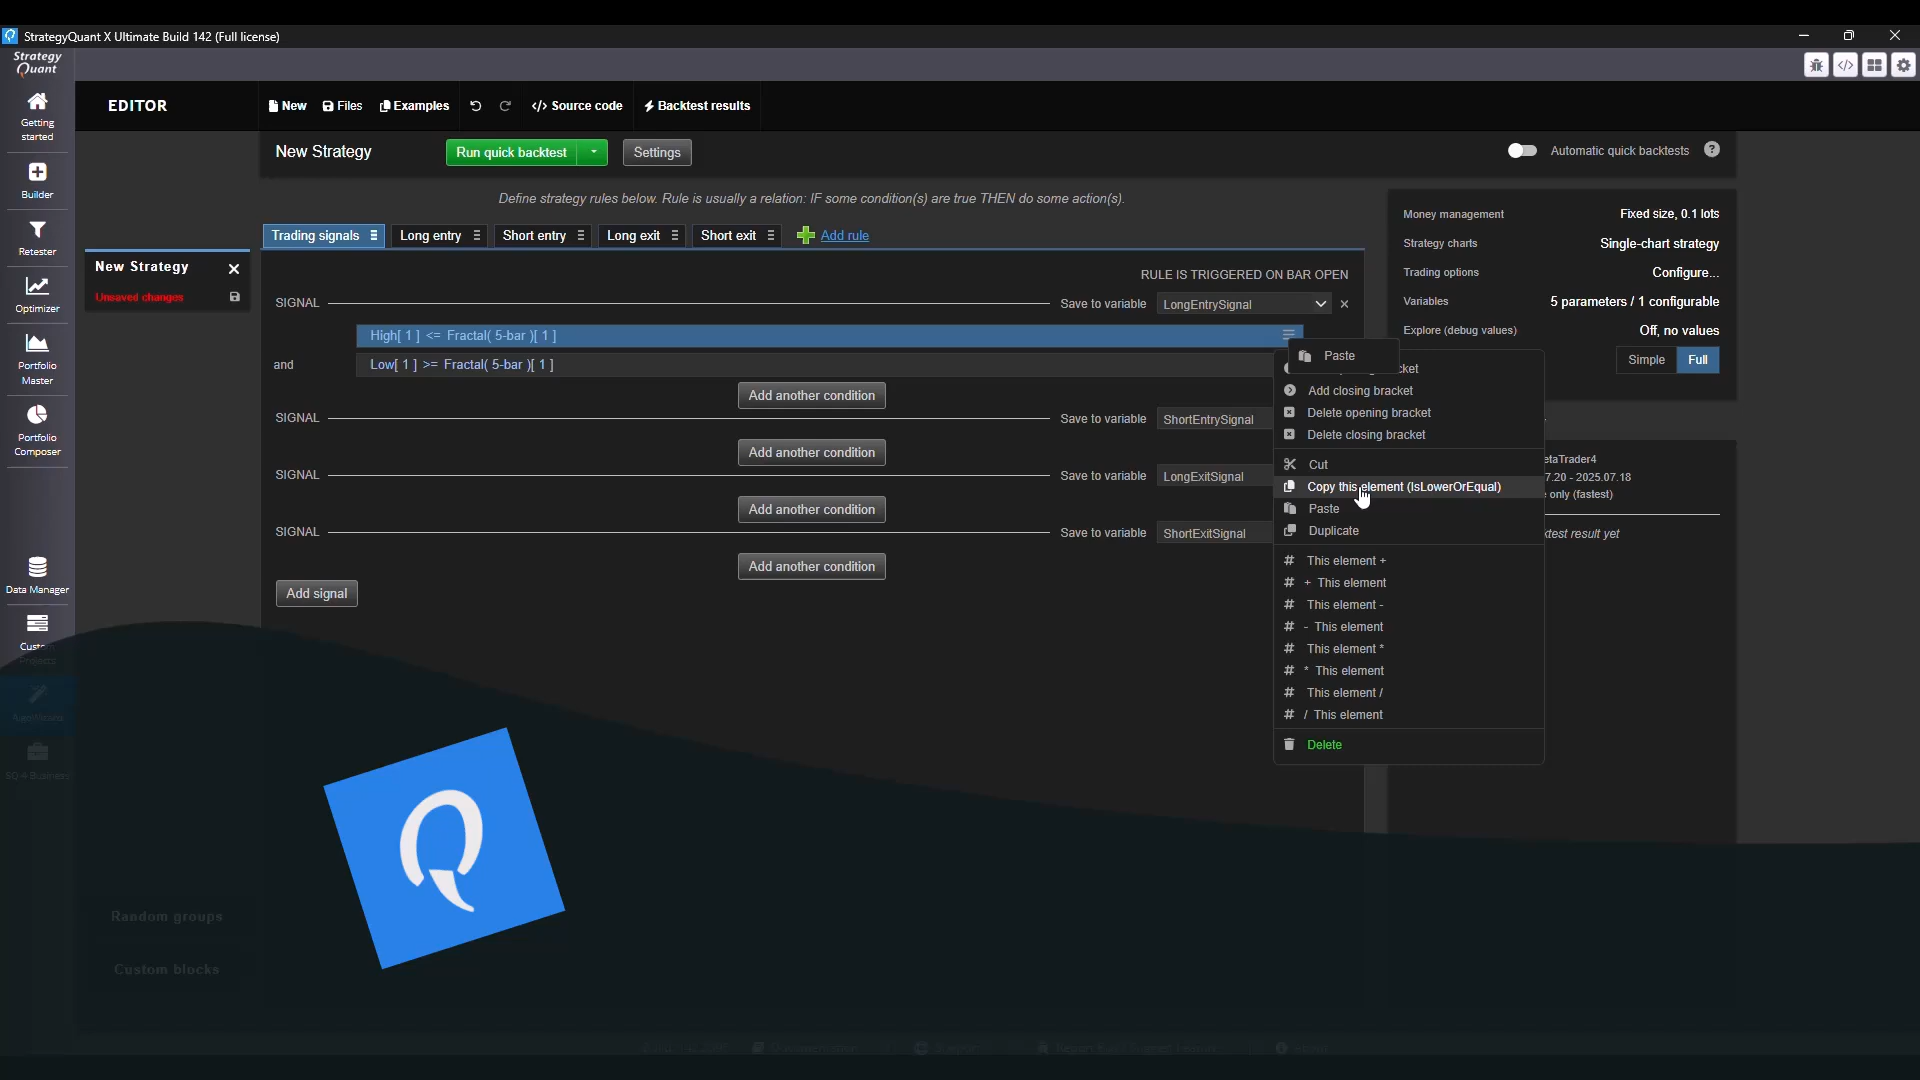 StrategyQuant X Ultimate Build 142 (Full license)
Strategy
Quant
EDITOR
New
Files
Examples
</> Source code
Backtest results
Getting
started
Builder
Retester
Optimizer
Portfolio
Master
Portfolio
Composer
Data Manager
New Strategy
Unsaved changes
New Strategy
Run quick backtest
Settings
Automatic quick backtests
Define strategy rules below. Rule is usually a relation: IF some condition(s) are true THEN do some action(s).
Trading signals
Long entry
Short entry
Long exit
Short exit
Add rule
RULE IS TRIGGERED ON BAR OPEN
SIGNAL
Save to variable
LongEntrySignal
High[ 1 ] <= Fractal( 5-bar )[ 1 ]
and
Low[ 1 ] >= Fractal( 5-bar )[ 1 ]
Add another condition
SIGNAL
Save to variable
ShortEntrySignal
Add another condition
SIGNAL
Save to variable
LongExitSignal
Add another condition
SIGNAL
Save to variable
ShortExitSignal
Add another condition
Add signal
Paste
Add closing bracket
Delete opening bracket
Delete closing bracket
Cut
Copy this element (IsLowerOrEqual)
Paste
Duplicate
# This element +
# + This element
# This element -
# - This element
# This element *
# * This element
# This element /
# / This element
Delete
Money management
Fixed size, 0.1 lots
Strategy charts
Single-chart strategy
Trading options
Configure...
Variables
5 parameters / 1 configurable
Explore (debug values)
Off, no values
Simple
Full
etaTrader4
7.20 - 2025.07.18
only (fastest)
ktest result yet
Random groups
Custom blocks